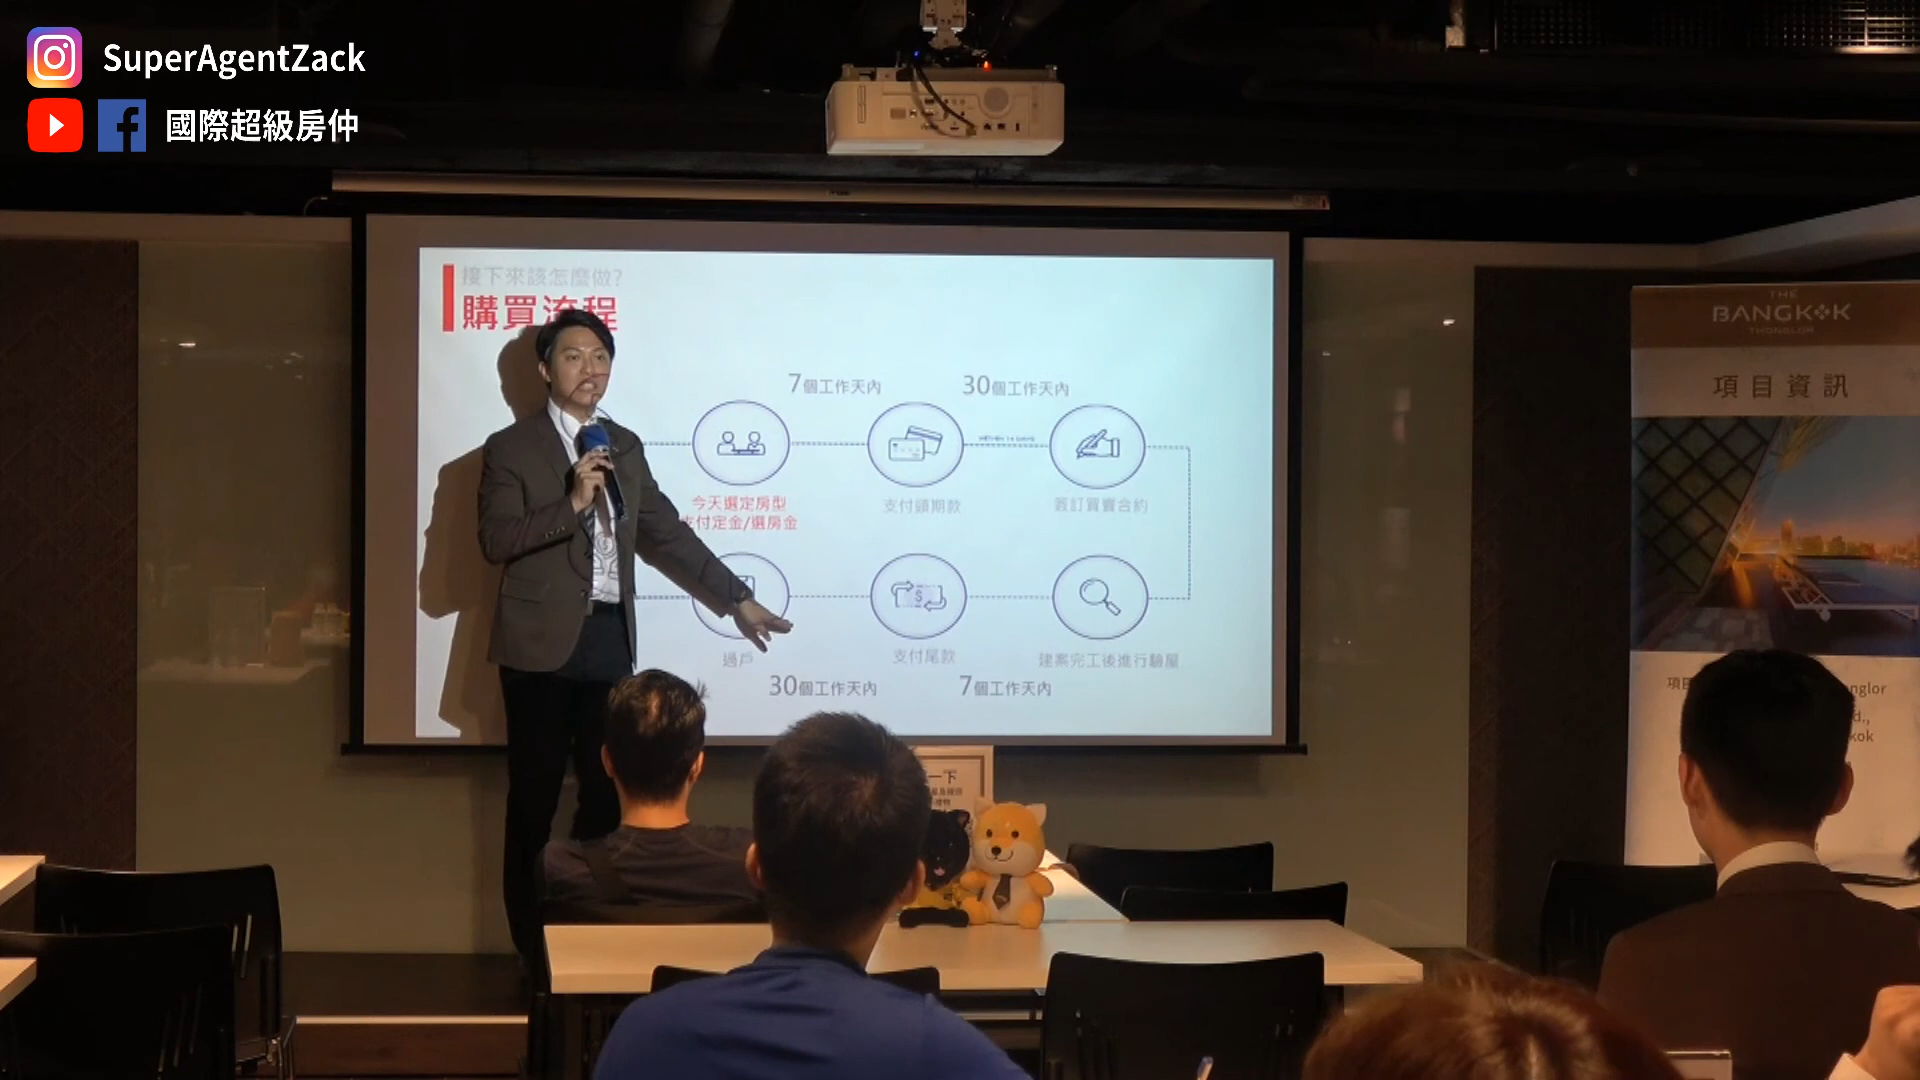 SuperAgentZack
國際超級房仲
接下來該怎麼做?
購買流程
7個工作天內
30個工作天內
今天選定房型
支付定金/選房金
支付頭期款
簽訂買賣合約
過戶
支付尾款
建案完工後進行驗屋
30個工作天內
7個工作天內
THE
BANGKOK
THONGLOR
項目資訊
一下